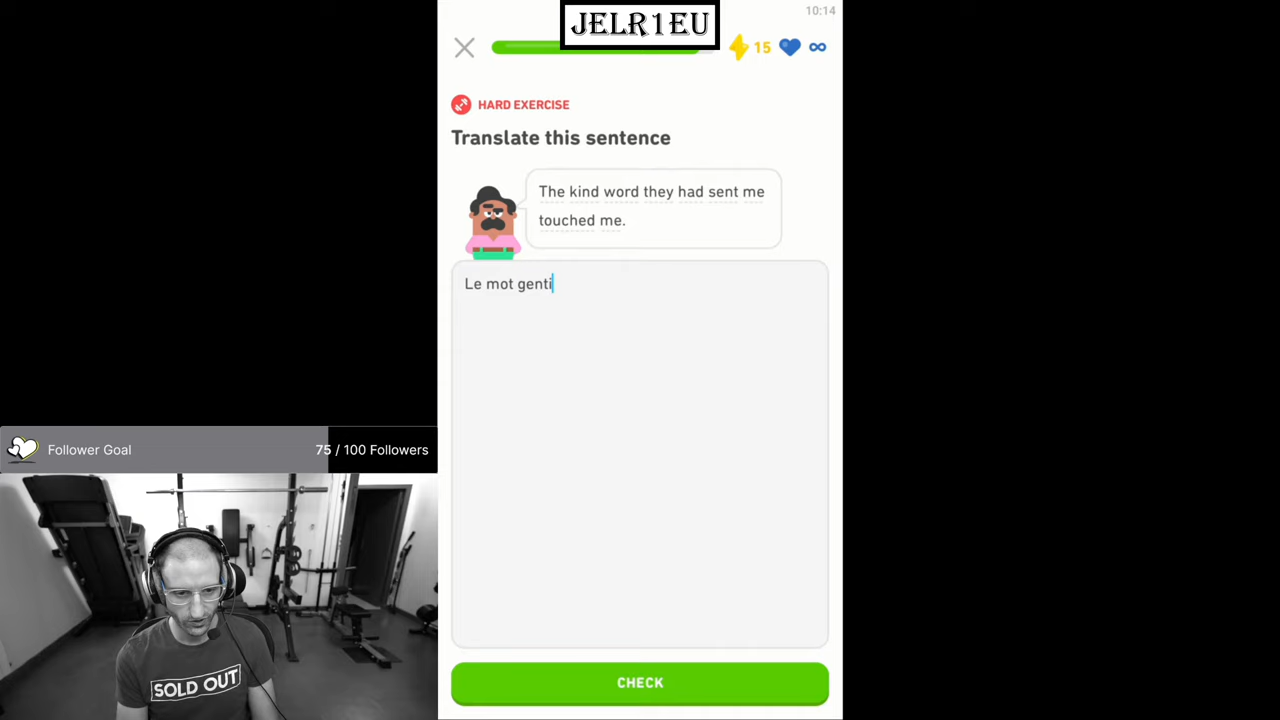 JELR1EU
10:14
15
HARD EXERCISE
Translate this sentence
The kind word they had sent me
touched me.
Le mot genti
Follower Goal
75 / 100 Followers
SOLD OUT
CHECK